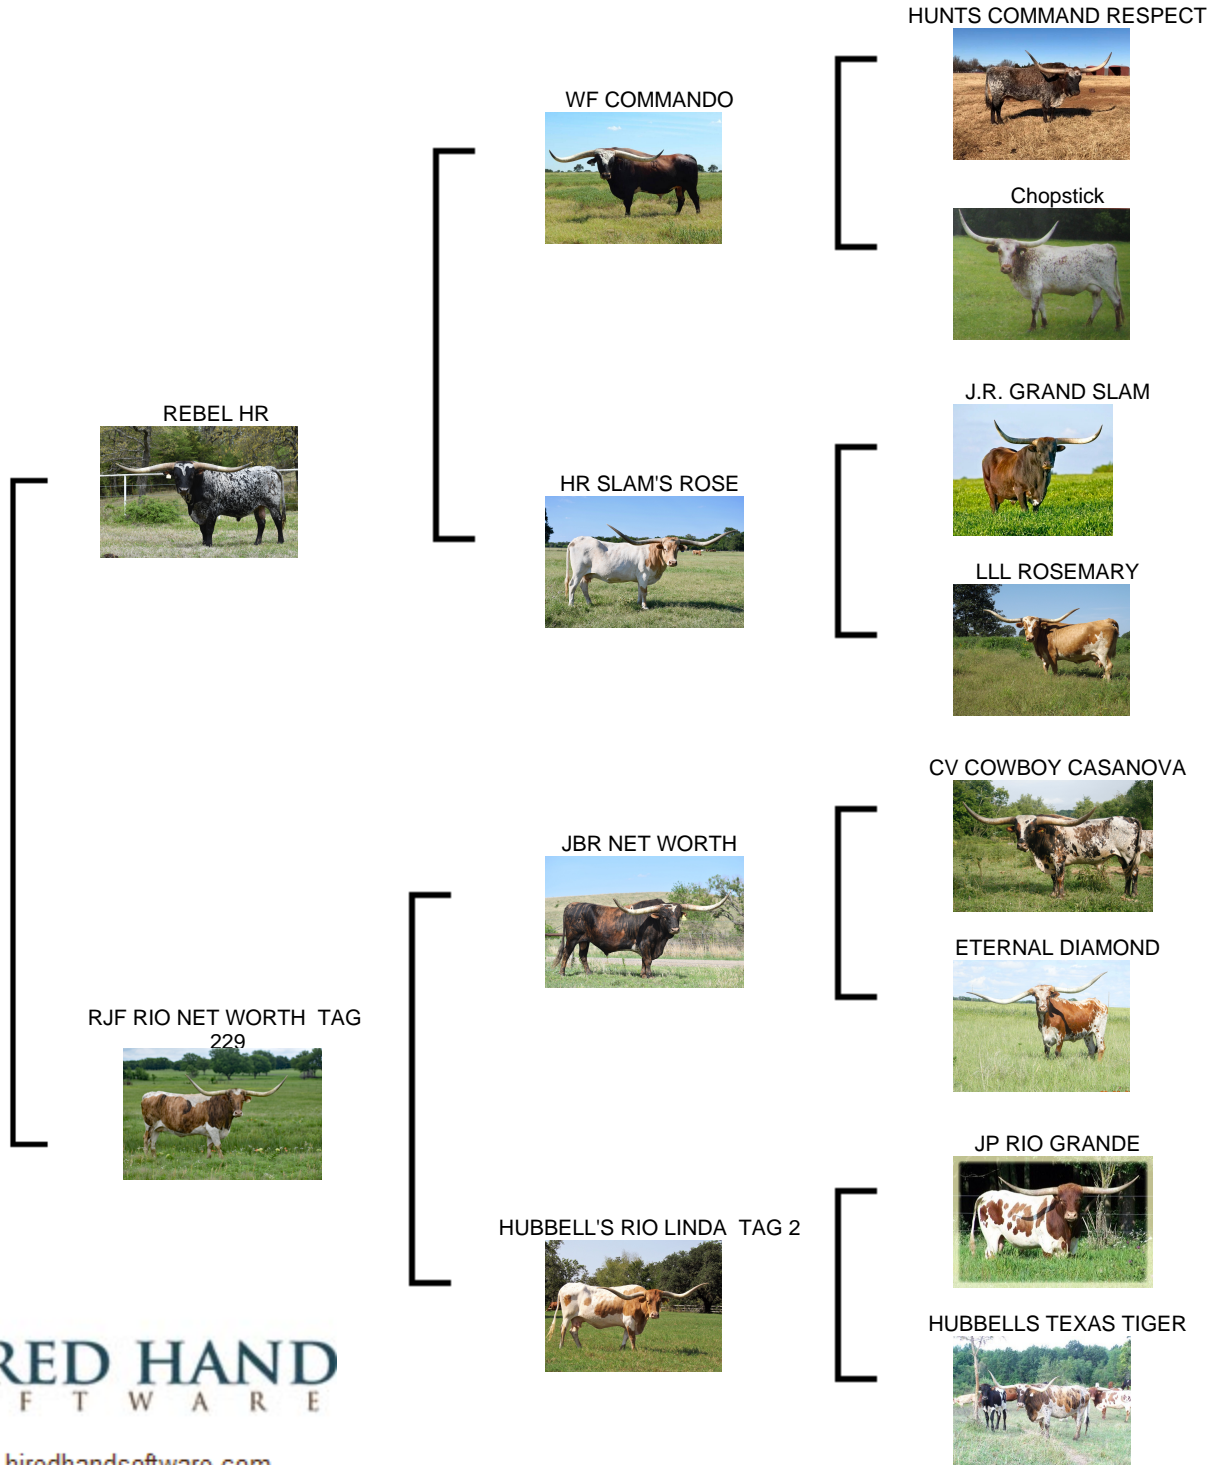 HUNTS COMMAND RESPECT
WF COMMANDO
Chopstick
REBEL HR
J.R. GRAND SLAM
HR SLAM'S ROSE
LLL ROSEMARY
CV COWBOY CASANOVA
JBR NET WORTH
ETERNAL DIAMOND
RJF RIO NET WORTH TAG
229
JP RIO GRANDE
HUBBELL'S RIO LINDA TAG 2
HUBBELLS TEXAS TIGER
RED HAND
F T W A R E
hiredhandsoftware.com